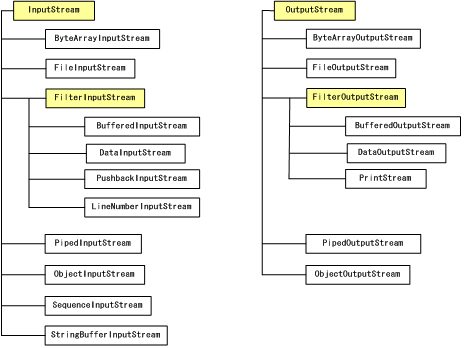 InputStream
ByteArrayInputStream
FileInputStream
FilterInputStream
BufferedInputStream
DataInputStream
PushbackInputStream
LineNumberInputStream
PipedInputStream
ObjectInputStream
SequenceInputStream
StringBufferInputStream
OutputStream
ByteArrayOutputStream
FileOutputStream
FilterOutputStream
BufferedOutputStream
DataOutputStream
PrintStream
PipedOutputStream
ObjectOutputStream